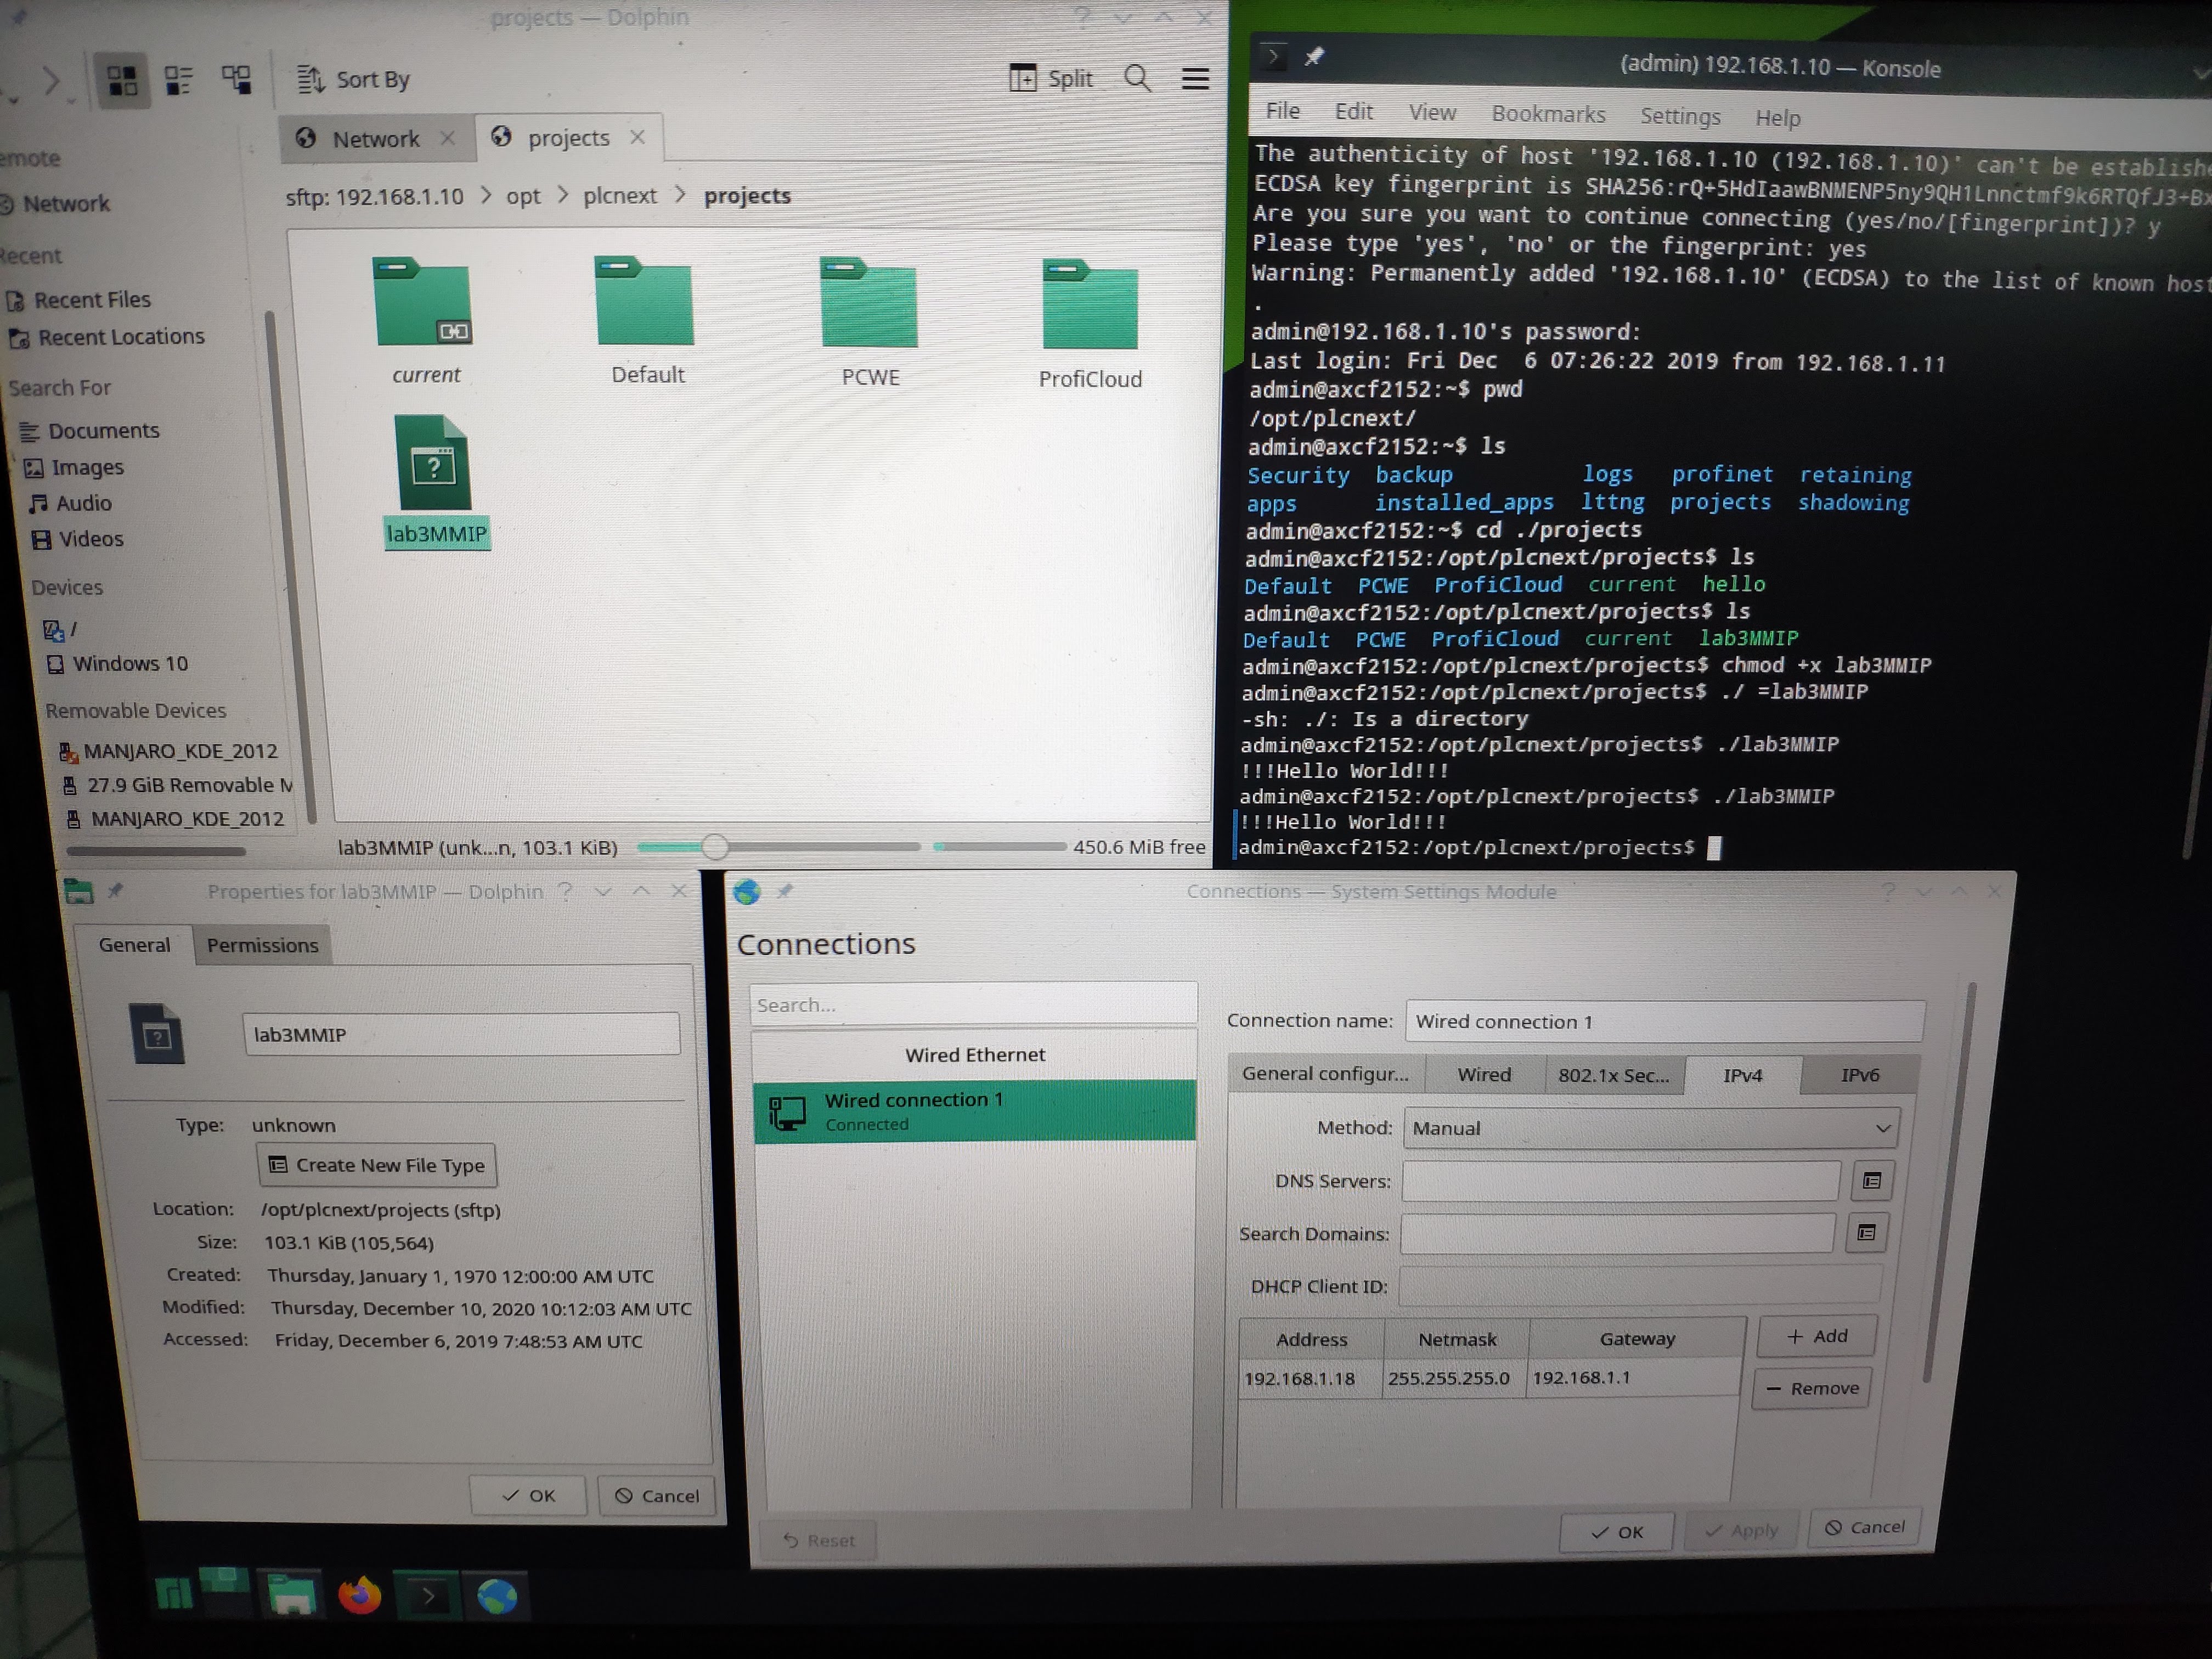 projects — Dolphin
Sort By
Split
Network
projects
sftp: 192.168.1.10 > opt > plcnext > projects
emote
Network
Recent
Recent Files
Recent Locations
Search For
Documents
Images
Audio
Videos
Devices
/
Windows 10
Removable Devices
MANJARO_KDE_2012
27.9 GiB Removable M
MANJARO_KDE_2012
current
Default
PCWE
ProfiCloud
lab3MMIP
lab3MMIP (unk...n, 103.1 KiB)
450.6 MiB free
(admin) 192.168.1.10 — Konsole
File Edit View Bookmarks Settings Help
The authenticity of host '192.168.1.10 (192.168.1.10)' can't be establishe
ECDSA key fingerprint is SHA256:rQ+5HdIaawBNMENP5ny9QH1Lnnctmf9k6RTQfJ3+Bx
Are you sure you want to continue connecting (yes/no/[fingerprint])? y
Please type 'yes', 'no' or the fingerprint: yes
Warning: Permanently added '192.168.1.10' (ECDSA) to the list of known host
.
admin@192.168.1.10's password:
Last login: Fri Dec  6 07:26:22 2019 from 192.168.1.11
admin@axcf2152:~$ pwd
/opt/plcnext/
admin@axcf2152:~$ ls
Security backup logs profinet retaining
apps installed_apps lttng projects shadowing
admin@axcf2152:~$ cd ./projects
admin@axcf2152:/opt/plcnext/projects$ ls
Default PCWE ProfiCloud current hello
admin@axcf2152:/opt/plcnext/projects$ ls
Default PCWE ProfiCloud current lab3MMIP
admin@axcf2152:/opt/plcnext/projects$ chmod +x lab3MMIP
admin@axcf2152:/opt/plcnext/projects$ ./ =lab3MMIP
-sh: ./: Is a directory
admin@axcf2152:/opt/plcnext/projects$ ./lab3MMIP
!!!Hello World!!!
admin@axcf2152:/opt/plcnext/projects$ ./lab3MMIP
!!!Hello World!!!
admin@axcf2152:/opt/plcnext/projects$
Properties for lab3MMIP — Dolphin
General Permissions
lab3MMIP
Type: unknown
Create New File Type
Location: /opt/plcnext/projects (sftp)
Size: 103.1 KiB (105,564)
Created: Thursday, January 1, 1970 12:00:00 AM UTC
Modified: Thursday, December 10, 2020 10:12:03 AM UTC
Accessed: Friday, December 6, 2019 7:48:53 AM UTC
OK Cancel
Connections — System Settings Module
Connections
Search...
Wired Ethernet
Wired connection 1
Connected
Reset
Connection name: Wired connection 1
General configur... Wired 802.1x Sec... IPv4 IPv6
Method: Manual
DNS Servers:
Search Domains:
DHCP Client ID:
Address Netmask Gateway
192.168.1.18 255.255.255.0 192.168.1.1
+ Add
− Remove
OK Apply Cancel